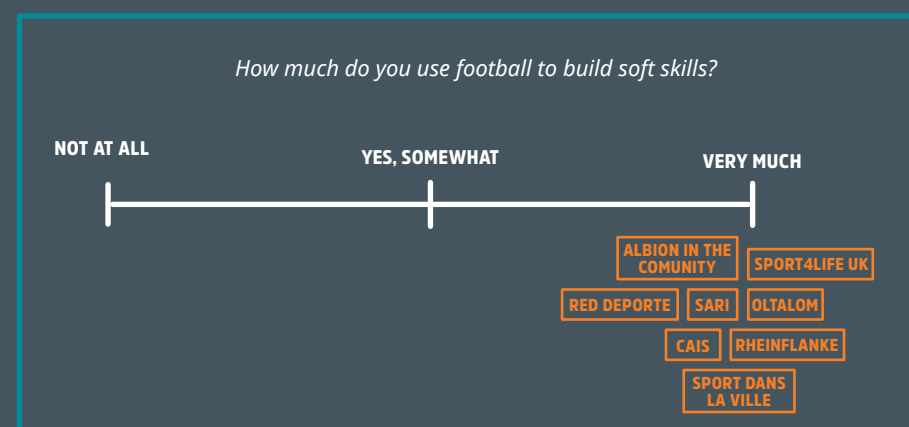 How much do you use football to build soft skills?
NOT AT ALL
YES, SOMEWHAT
VERY MUCH
ALBION IN THE
COMUNITY
SPORT4LIFE UK
RED DEPORTE
SARI
OLTALOM
CAIS
RHEINFLANKE
SPORT DANS
LA VILLE